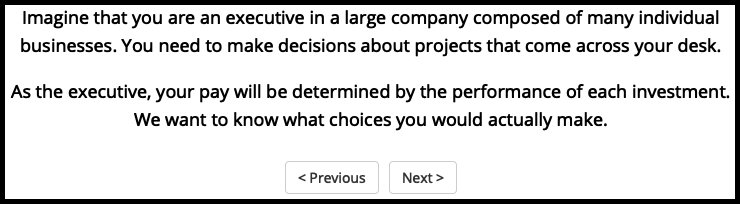 Imagine that you are an executive in a large company composed of many individual
businesses. You need to make decisions about projects that come across your desk.
As the executive, your pay will be determined by the performance of each investment.
We want to know what choices you would actually make.
< Previous
Next >